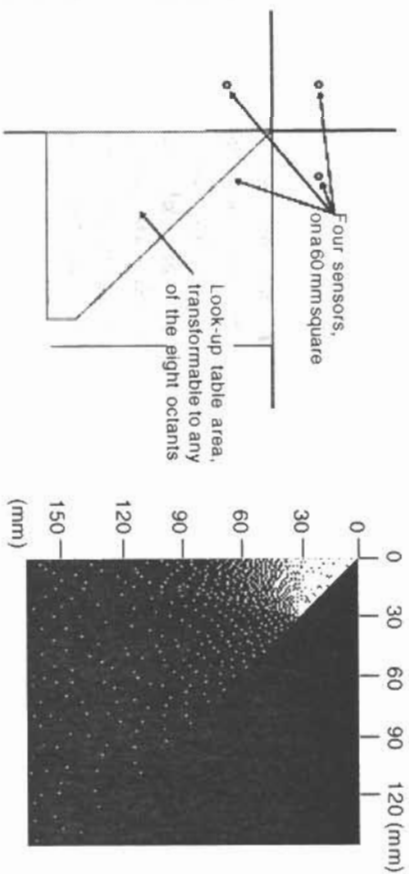 Four sensors,
on a 60 mm square
Look-up table area,
transformable to any
of the eight octants
0
30
60
90
120 (mm)
0
30
60
90
120
150
(mm)